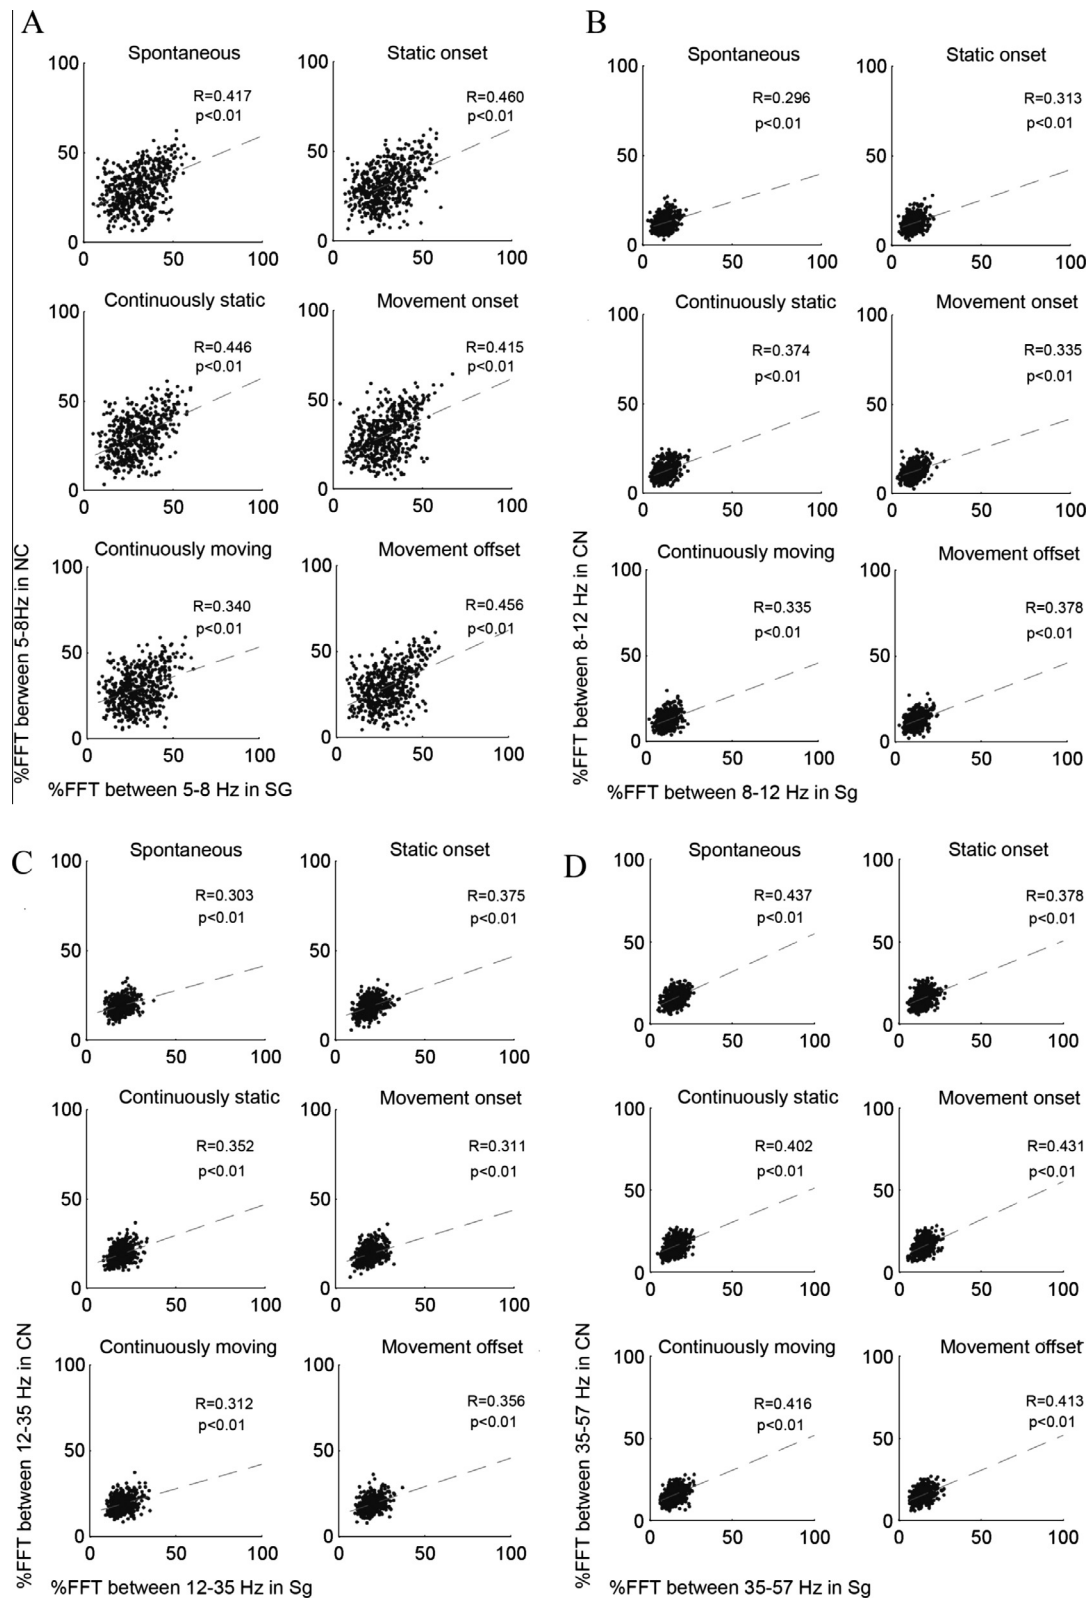 A
Spontaneous
100
50
0
0 50 100
R=0.417
p<0.01
Static onset
100
50
0
0 50 100
R=0.460
p<0.01
Continuously static
100
50
0
0 50 100
R=0.446
p<0.01
Movement onset
100
50
0
0 50 100
R=0.415
p<0.01
Continuously moving
100
50
0
0 50 100
R=0.340
p<0.01
Movement offset
100
50
0
0 50 100
R=0.456
p<0.01
%FFT berween 5-8Hz in NC
%FFT between 5-8 Hz in SG
B
Spontaneous
100
50
0
0 50 100
R=0.296
p<0.01
Static onset
100
50
0
0 50 100
R=0.313
p<0.01
Continuously static
100
50
0
0 50 100
R=0.374
p<0.01
Movement onset
100
50
0
0 50 100
R=0.335
p<0.01
Continuously moving
100
50
0
0 50 100
R=0.335
p<0.01
Movement offset
100
50
0
0 50 100
R=0.378
p<0.01
%FFT between 8-12 Hz in CN
%FFT between 8-12 Hz in Sg
C
Spontaneous
100
50
0
0 50 100
R=0.303
p<0.01
Static onset
100
50
0
0 50 100
R=0.375
p<0.01
Continuously static
100
50
0
0 50 100
R=0.352
p<0.01
Movement onset
100
50
0
0 50 100
R=0.311
p<0.01
Continuously moving
100
50
0
0 50 100
R=0.312
p<0.01
Movement offset
100
50
0
0 50 100
R=0.356
p<0.01
%FFT between 12-35 Hz in CN
%FFT between 12-35 Hz in Sg
D
Spontaneous
100
50
0
0 50 100
R=0.437
p<0.01
Static onset
100
50
0
0 50 100
R=0.378
p<0.01
Continuously static
100
50
0
0 50 100
R=0.402
p<0.01
Movement onset
100
50
0
0 50 100
R=0.431
p<0.01
Continuously moving
100
50
0
0 50 100
R=0.416
p<0.01
Movement offset
100
50
0
0 50 100
R=0.413
p<0.01
%FFT between 35-57 Hz in CN
%FFT between 35-57 Hz in Sg